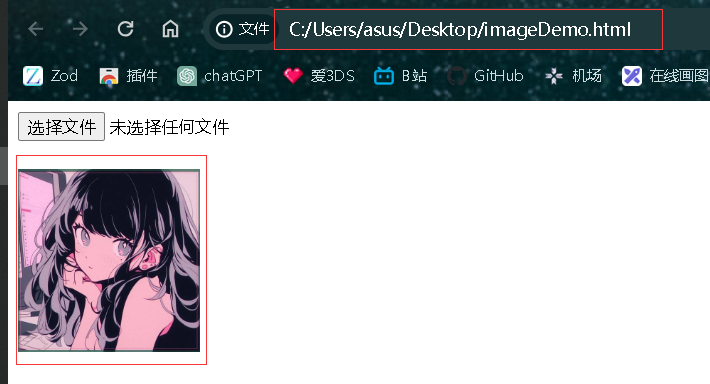 文件 C:/Users/asus/Desktop/imageDemo.html
Zod 插件 chatGPT 爱3DS B站 GitHub 机场 在线画图
选择文件 未选择任何文件